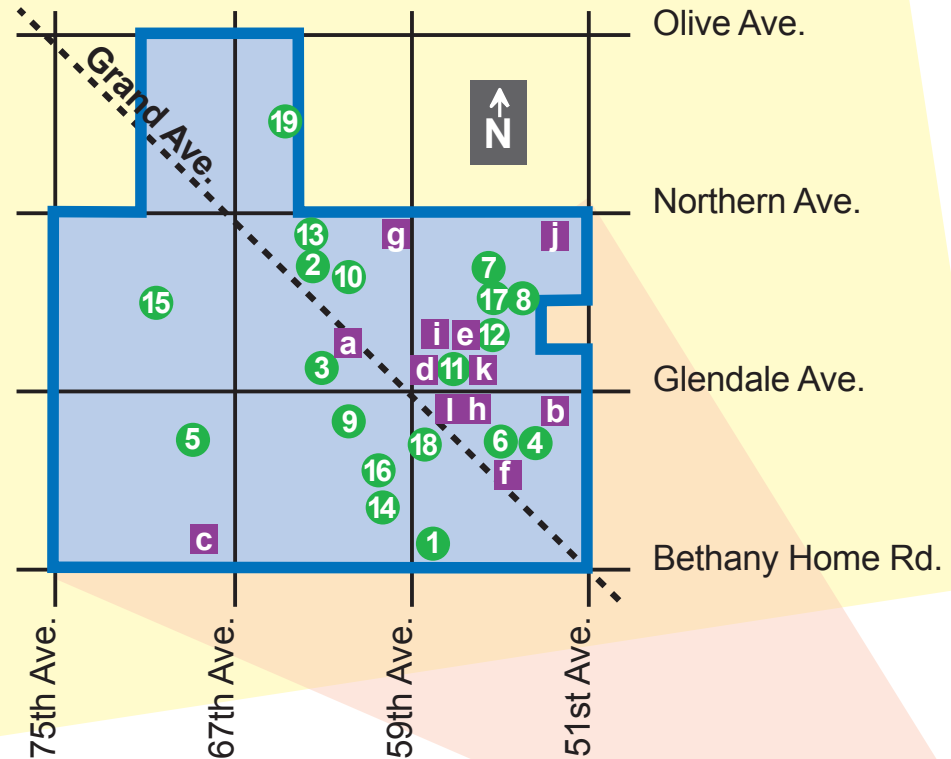 Olive Ave.
Grand Ave.
N
19
Northern Ave.
13
g
j
2
10
7
15
17
8
i
e
12
a
3
d
11
k
Glendale Ave.
l
h
b
9
5
18
6
4
16
f
14
c
1
Bethany Home Rd.
75th Ave.
67th Ave.
59th Ave.
51st Ave.